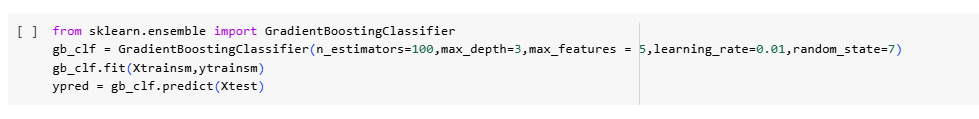 [ ] from sklearn.ensemble import GradientBoostingClassifier
gb_clf = GradientBoostingClassifier(n_estimators=100,max_depth=3,max_features = 5,learning_rate=0.01,random_state=7)
gb_clf.fit(Xtrainsm,ytrainsm)
ypred = gb_clf.predict(Xtest)